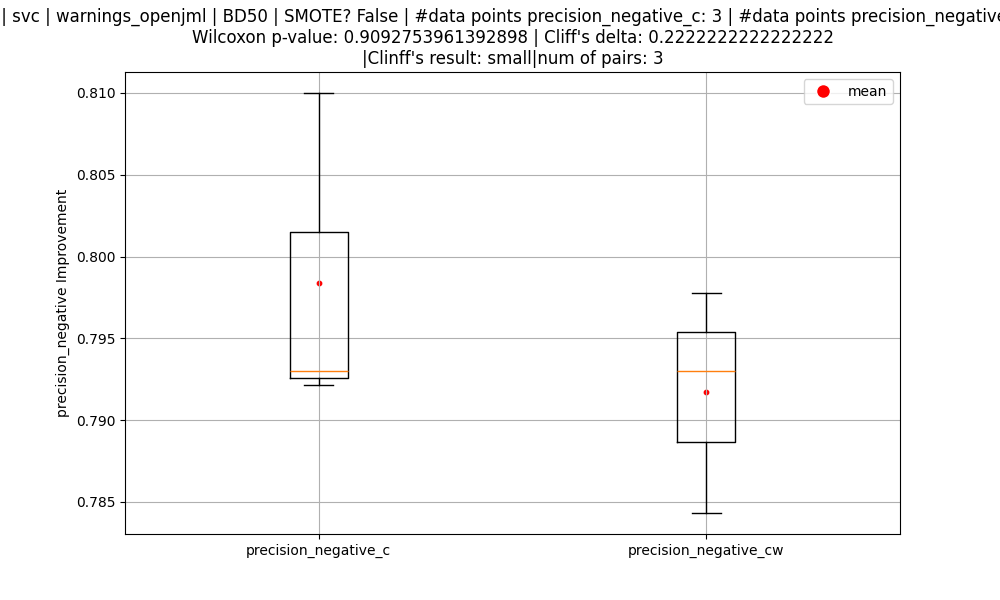 | svc | warnings_openjml | BD50 | SMOTE? False | #data points precision_negative_c: 3 | #data points precision_negative
Wilcoxon p-value: 0.9092753961392898 | Cliff's delta: 0.2222222222222222
|Clinff's result: small|num of pairs: 3
mean
0.810
0.805
0.800
0.795
0.790
0.785
precision_negative Improvement
precision_negative_c
precision_negative_cw